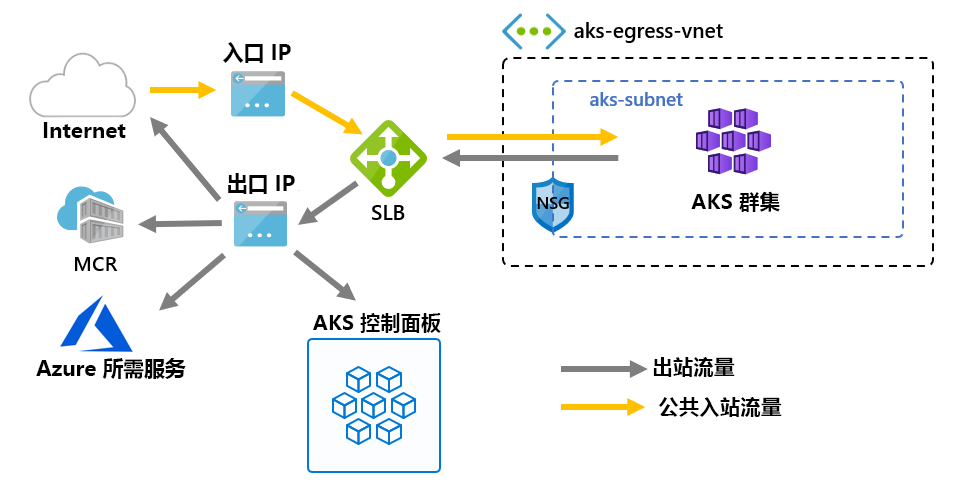 aks-egress-vnet
入口 IP
aks-subnet
Internet
出口 IP
SLB
NSG
AKS 群集
MCR
AKS 控制面板
Azure 所需服务
出站流量
公共入站流量